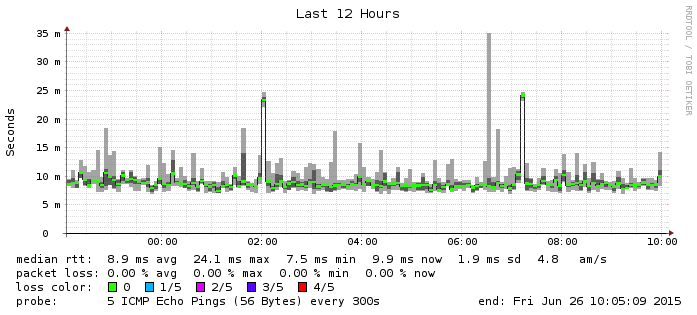 Last 12 Hours
RRDTOOL / TOBI OETIKER
Seconds
35 m
30 m
25 m
20 m
15 m
10 m
5 m
0
00:00 02:00 04:00 06:00 08:00 10:00
median rtt: 8.9 ms avg 24.1 ms max 7.5 ms min 9.9 ms now 1.9 ms sd 4.8 am/s
packet loss: 0.00 % avg 0.00 % max 0.00 % min 0.00 % now
loss color: 0 1/5 2/5 3/5 4/5
probe: 5 ICMP Echo Pings (56 Bytes) every 300s end: Fri Jun 26 10:05:09 2015